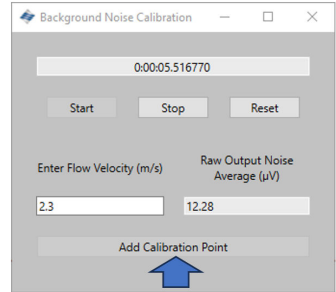 Background Noise Calibration
0:00:05.516770
Start Stop Reset
Enter Flow Velocity (m/s)
Raw Output Noise
Average (µV)
2.3
12.28
Add Calibration Point